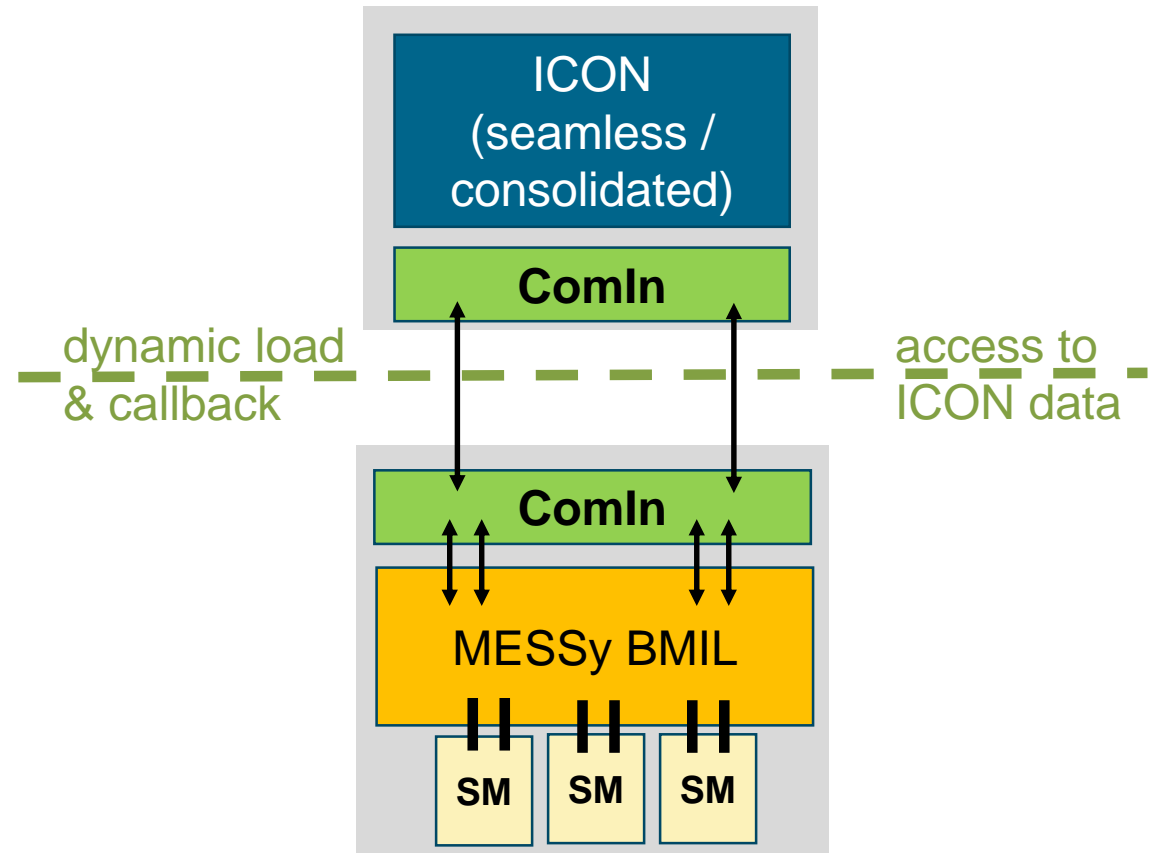 ICON
(seamless /
consolidated)
ComIn
dynamic load
& callback
access to
ICON data
ComIn
MESSy BMIL
SM
SM
SM